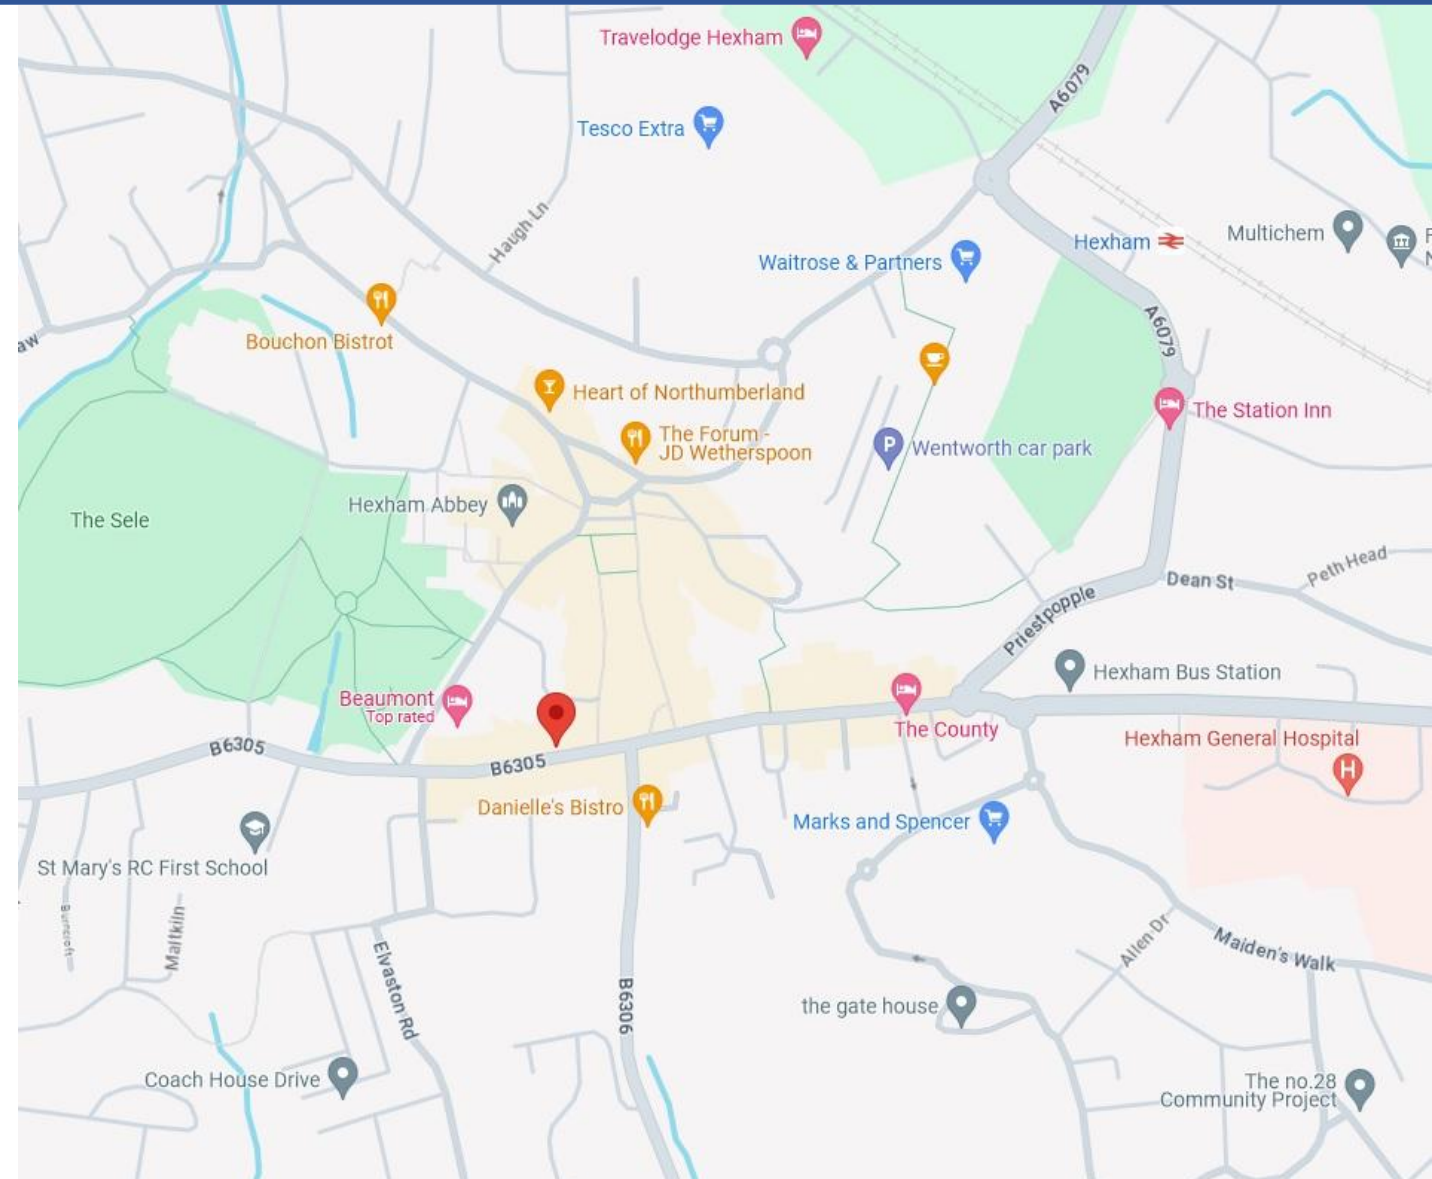 Travelodge Hexham
A6079
Tesco Extra
Haugh Ln
Hexham
Multichem
F
N
Waitrose & Partners
A6079
aw
Bouchon Bistrot
Heart of Northumberland
The Station Inn
The Forum -
JD Wetherspoon
P
Wentworth car park
Hexham Abbey
The Sele
Peth Head
Dean St
Priestpopple
Hexham Bus Station
Beaumont
Top rated
The County
B6305
B6305
Hexham General Hospital
H
Danielle's Bistro
Marks and Spencer
St Mary's RC First School
Burncroft
Maltkiln
Elvaston Rd
B6306
Allen Dr
Maiden's Walk
the gate house
Coach House Drive
The no.28
Community Project